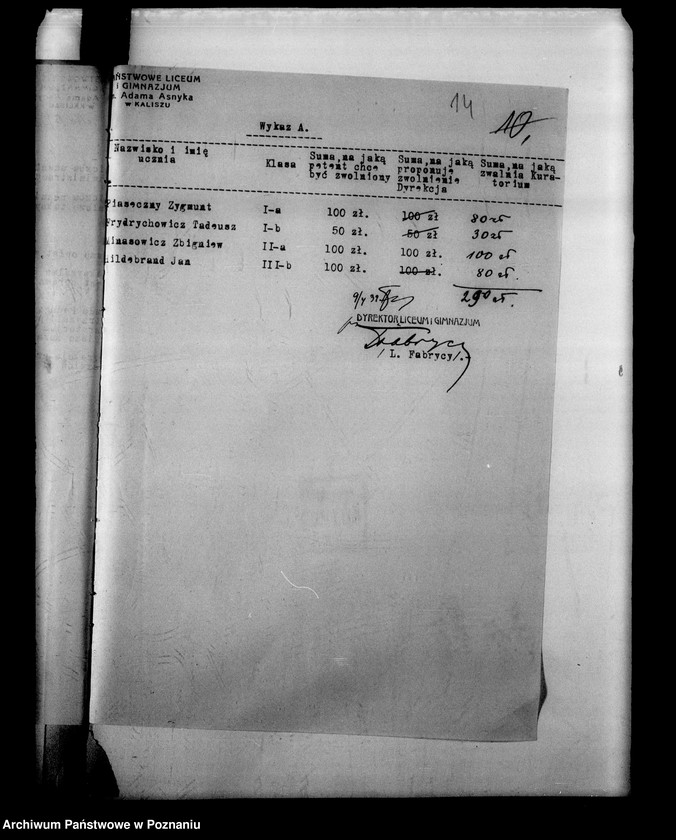 PAŃSTWOWE LICEUM
i GIMNAZJUM
Adama Asnyka
w KALISZU
14
10,
Wykaz A.
Nazwisko i imię ucznia Klasa Suma, na jaką petent chce być zwolniony Suma, na jaką proponuję zwolnienie Dyrekcja Suma, na jaką zwalnia Kuratorium
Piaseczny Zygmunt I-a 100 zł. 100 zł 80 zł
Frydrychowicz Tadeusz I-b 50 zł. 50 zł 30 zł
Minasowicz Zbigniew II-a 100 zł. 100 zł. 100 zł
Hildebrand Jan III-b 100 zł. 100 zł. 80 zł.
290 zł.
DYREKTOR LICEUM i GIMNAZJUM
/ L. Fabrycy/.-
Archiwum Państwowe w Poznaniu